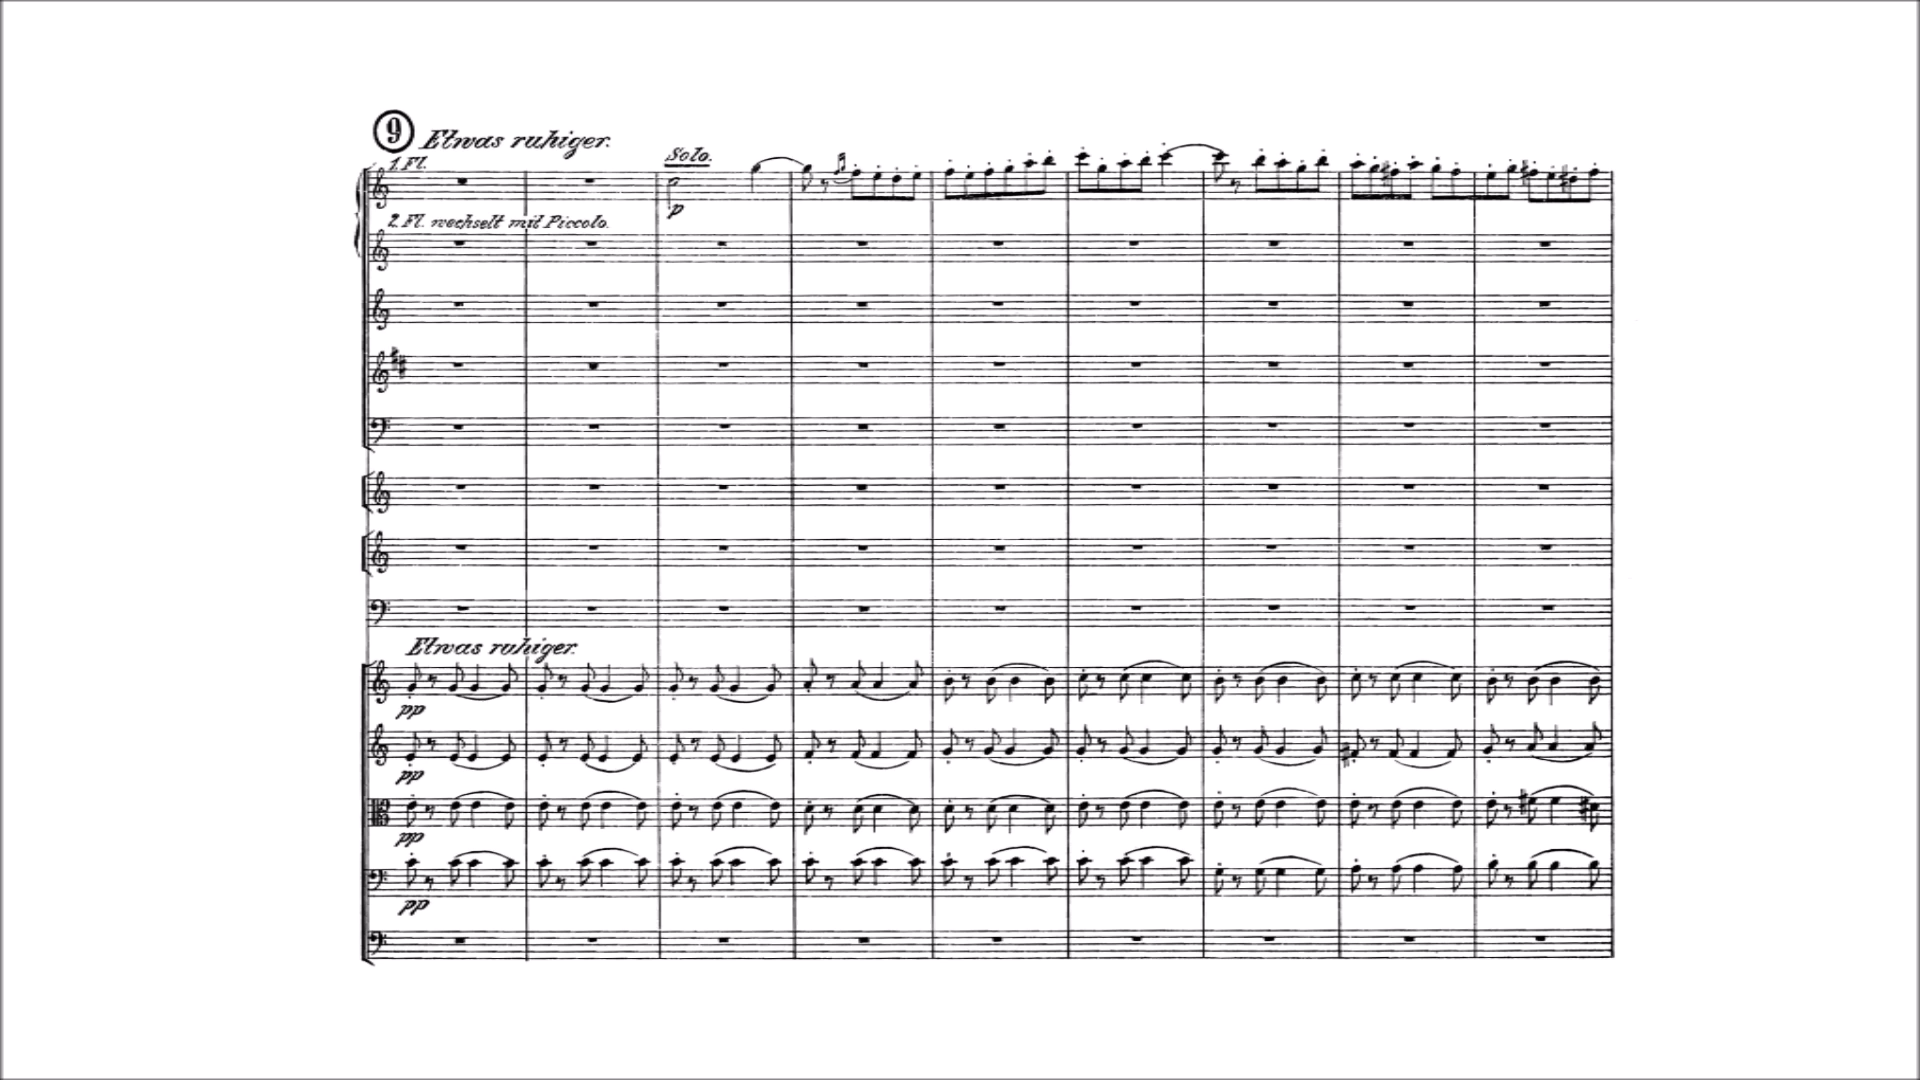 9 Etwas ruhiger.
1. Fl.
Solo.
p
2. Fl. wechselt mit Piccolo.
Etwas ruhiger.
pp
pp
pp
pp